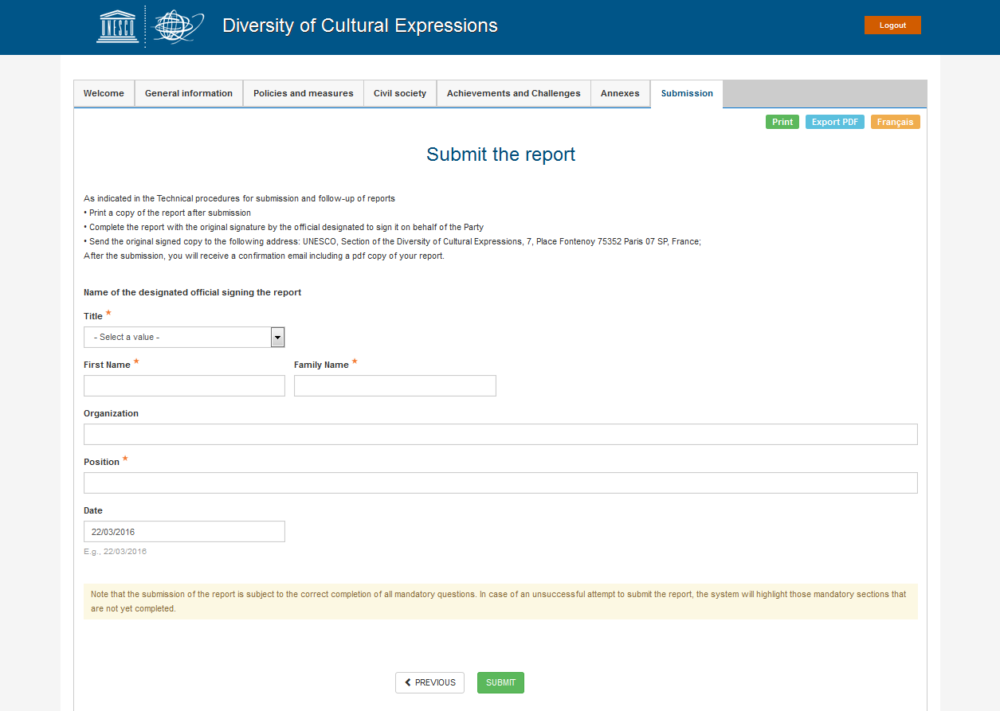 UNESCO
Diversity of Cultural Expressions
Logout
Welcome
General information
Policies and measures
Civil society
Achievements and Challenges
Annexes
Submission
Print
Export PDF
Français
Submit the report
As indicated in the Technical procedures for submission and follow-up of reports
• Print a copy of the report after submission
• Complete the report with the original signature by the official designated to sign it on behalf of the Party
• Send the original signed copy to the following address: UNESCO, Section of the Diversity of Cultural Expressions, 7, Place Fontenoy 75352 Paris 07 SP, France;
After the submission, you will receive a confirmation email including a pdf copy of your report.
Name of the designated official signing the report
Title *
- Select a value -
First Name *
Family Name *
Organization
Position *
Date
22/03/2016
E.g., 22/03/2016
Note that the submission of the report is subject to the correct completion of all mandatory questions. In case of an unsuccessful attempt to submit the report, the system will highlight those mandatory sections that
are not yet completed.
PREVIOUS
SUBMIT